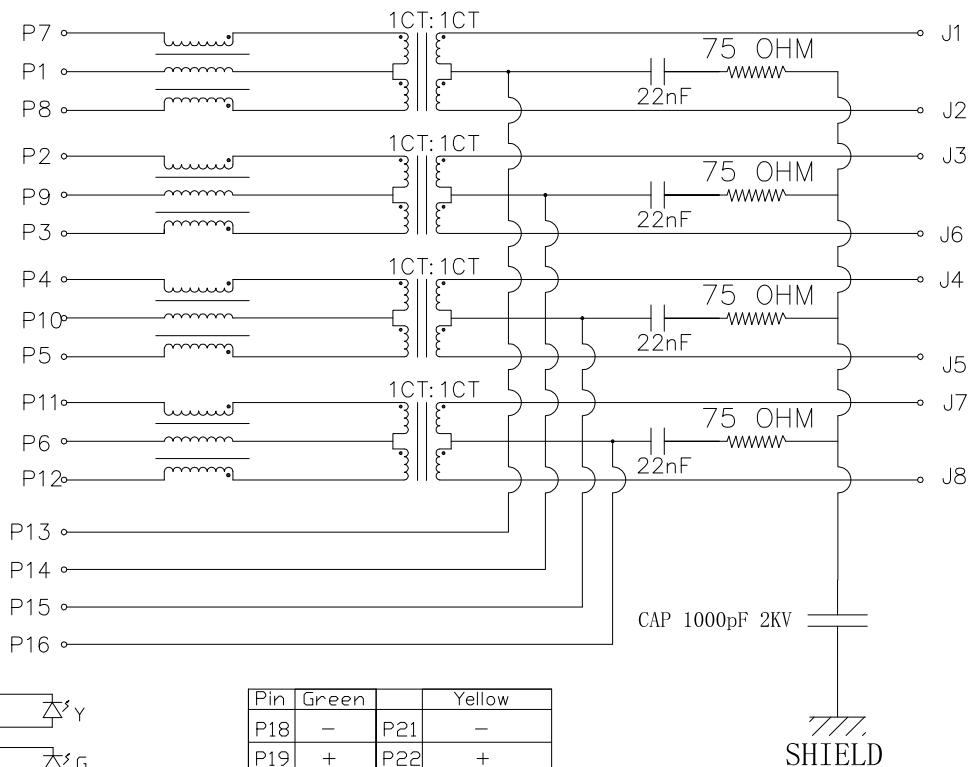 1CT:1CT
P7 J1
75 OHM
P1
22nF
P8 J2
1CT:1CT
P2 J3
75 OHM
P9
22nF
P3 J6
1CT:1CT
P4 J4
75 OHM
P10
22nF
P5 J5
1CT:1CT
P11 J7
75 OHM
P6
22nF
P12 J8
P13
P14
P15
CAP 1000pF 2KV
P16
Pin Green Yellow
Y
P18 — P21 —
P19 + P22 +
G
SHIELD